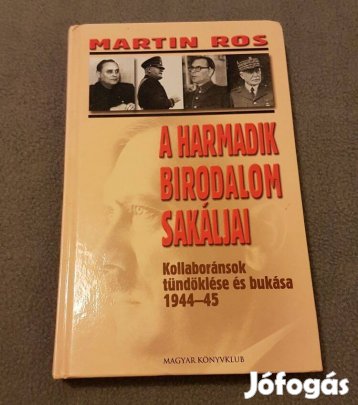 MARTIN ROS
A HARMADIK
BIRODALOM
SAKÁLJAI
Kollaboránsok
tündöklése és bukása
1944–45
MAGYAR KÖNYVKLUB
Jófogás